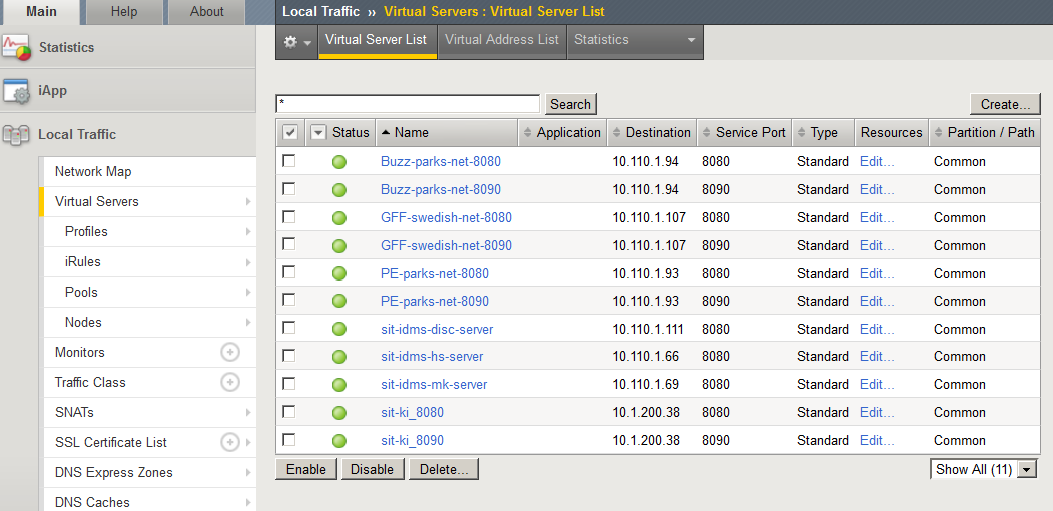 Main Help About
Local Traffic ›› Virtual Servers : Virtual Server List
Virtual Server List Virtual Address List Statistics
Statistics
iApp
Local Traffic
Network Map
Virtual Servers
Profiles
iRules
Pools
Nodes
Monitors
Traffic Class
SNATs
SSL Certificate List
DNS Express Zones
DNS Caches
* Search Create...
Status Name Application Destination Service Port Type Resources Partition / Path
Buzz-parks-net-8080 10.110.1.94 8080 Standard Edit... Common
Buzz-parks-net-8090 10.110.1.94 8090 Standard Edit... Common
GFF-swedish-net-8080 10.110.1.107 8080 Standard Edit... Common
GFF-swedish-net-8090 10.110.1.107 8090 Standard Edit... Common
PE-parks-net-8080 10.110.1.93 8080 Standard Edit... Common
PE-parks-net-8090 10.110.1.93 8090 Standard Edit... Common
sit-idms-disc-server 10.110.1.111 8080 Standard Edit... Common
sit-idms-hs-server 10.110.1.66 8080 Standard Edit... Common
sit-idms-mk-server 10.110.1.69 8080 Standard Edit... Common
sit-ki_8080 10.1.200.38 8080 Standard Edit... Common
sit-ki_8090 10.1.200.38 8090 Standard Edit... Common
Enable Disable Delete... Show All (11)